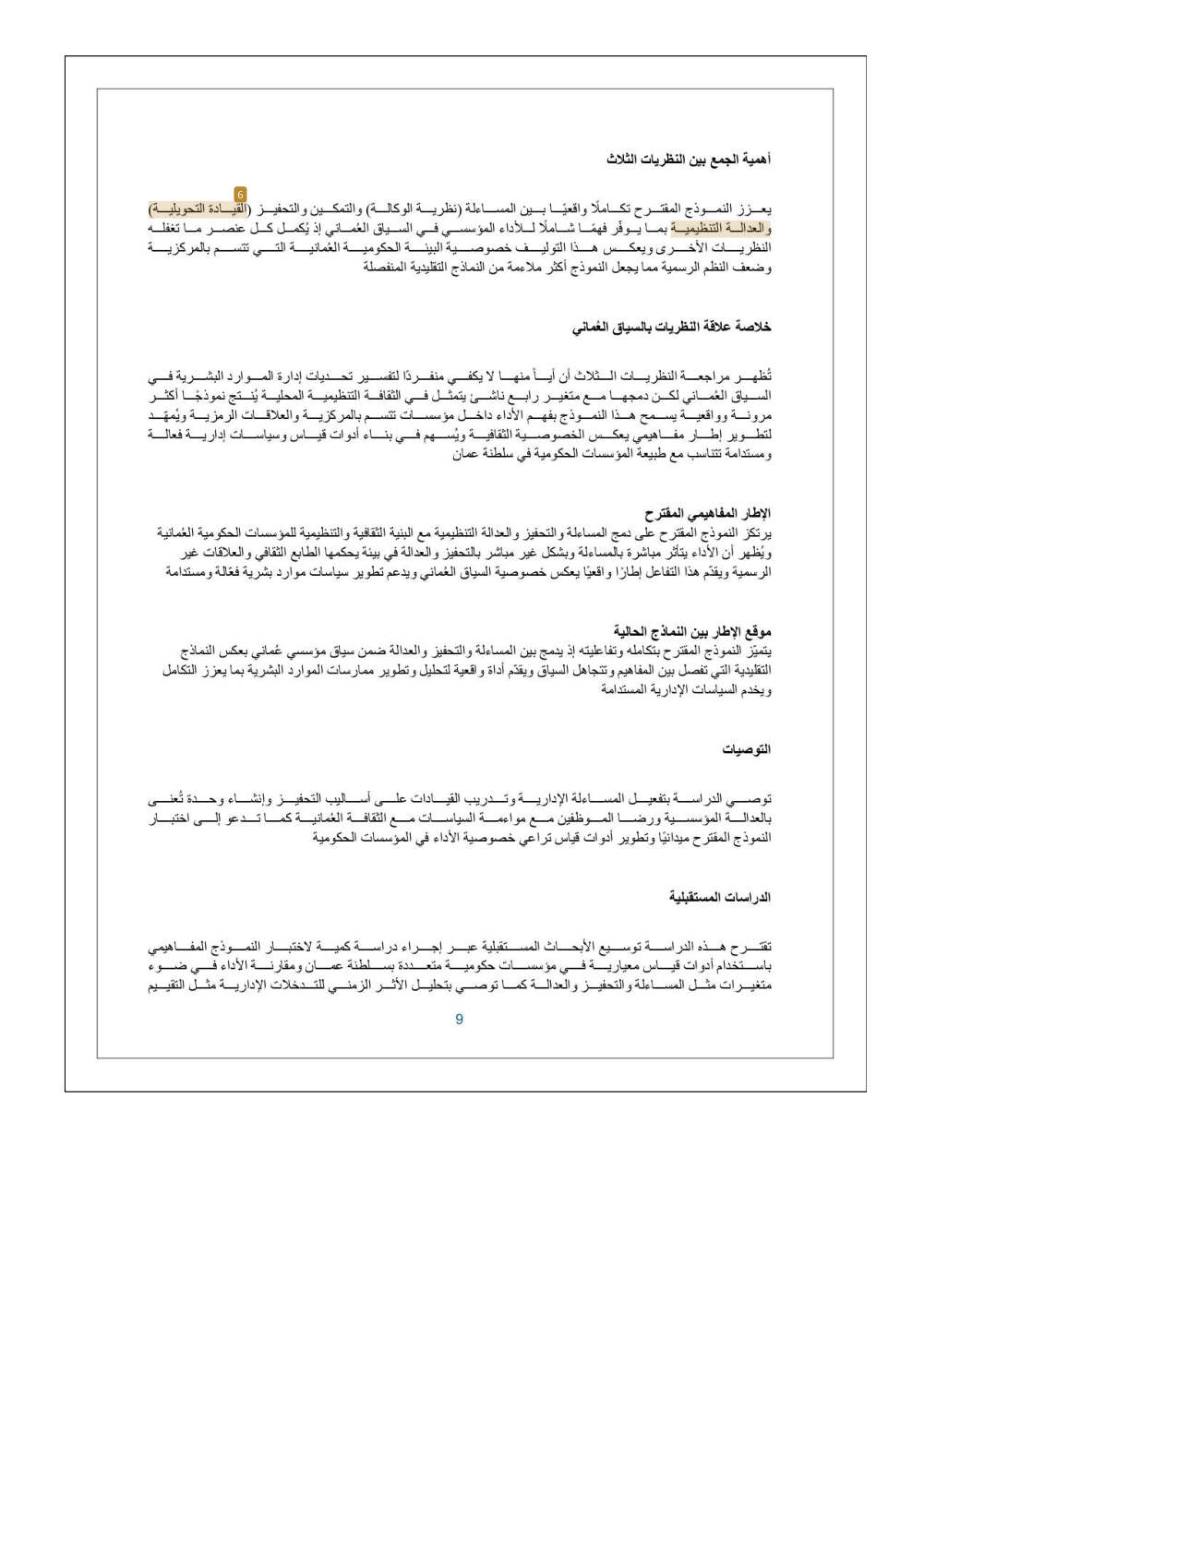 أهمية الجمع بين النظريات الثلاث
6
يعزز النموذج المقترح تكاملًا واقعيًا بين المساءلة (نظرية الوكالة) والتمكين والتحفيز (القيادة التحويلية)
والعدالة التنظيمية بما يوفّر فهمًا شاملًا للأداء المؤسسي في السياق العُماني إذ يُكمل كل عنصر ما تغفله
النظريات الأخرى ويعكس هذا التوليف خصوصية البيئة الحكومية العُمانية التي تتسم بالمركزية
وضعف النظم الرسمية مما يجعل النموذج أكثر ملاءمة من النماذج التقليدية المنفصلة
خلاصة علاقة النظريات بالسياق العُماني
تُظهر مراجعة النظريات الثلاث أن أياً منها لا يكفي منفردًا لتفسير تحديات إدارة الموارد البشرية في
السياق العُماني لكن دمجها مع متغير رابع ناشئ يتمثل في الثقافة التنظيمية المحلية يُنتج نموذجًا أكثر
مرونة وواقعية يسمح هذا النموذج بفهم الأداء داخل مؤسسات تتسم بالمركزية والعلاقات الرمزية ويُمهّد
لتطوير إطار مفاهيمي يعكس الخصوصية الثقافية ويُسهم في بناء أدوات قياس وسياسات إدارية فعالة
ومستدامة تتناسب مع طبيعة المؤسسات الحكومية في سلطنة عمان
الإطار المفاهيمي المقترح
يرتكز النموذج المقترح على دمج المساءلة والتحفيز والعدالة التنظيمية مع البنية الثقافية والتنظيمية للمؤسسات الحكومية العُمانية
ويُظهر أن الأداء يتأثر مباشرة بالمساءلة وبشكل غير مباشر بالتحفيز والعدالة في بيئة يحكمها الطابع الثقافي والعلاقات غير
الرسمية ويقدّم هذا التفاعل إطارًا واقعيًا يعكس خصوصية السياق العُماني ويدعم تطوير سياسات موارد بشرية فعّالة ومستدامة
موقع الإطار بين النماذج الحالية
يتميّز النموذج المقترح بتكامله وتفاعليته إذ يدمج بين المساءلة والتحفيز والعدالة ضمن سياق مؤسسي عُماني بعكس النماذج
التقليدية التي تفصل بين المفاهيم وتتجاهل السياق ويقدّم أداة واقعية لتحليل وتطوير ممارسات الموارد البشرية بما يعزز التكامل
ويخدم السياسات الإدارية المستدامة
التوصيات
توصي الدراسة بتفعيل المساءلة الإدارية وتدريب القيادات على أساليب التحفيز وإنشاء وحدة تُعنى
بالعدالة المؤسسية ورضا الموظفين مع مواءمة السياسات مع الثقافة العُمانية كما تدعو إلى اختبار
النموذج المقترح ميدانيًا وتطوير أدوات قياس تراعي خصوصية الأداء في المؤسسات الحكومية
الدراسات المستقبلية
تقترح هذه الدراسة توسيع الأبحاث المستقبلية عبر إجراء دراسة كمية لاختبار النموذج المفاهيمي
باستخدام أدوات قياس معيارية في مؤسسات حكومية متعددة بسلطنة عمان ومقارنة الأداء في ضوء
متغيرات مثل المساءلة والتحفيز والعدالة كما توصي بتحليل الأثر الزمني للتدخلات الإدارية مثل التقييم
9